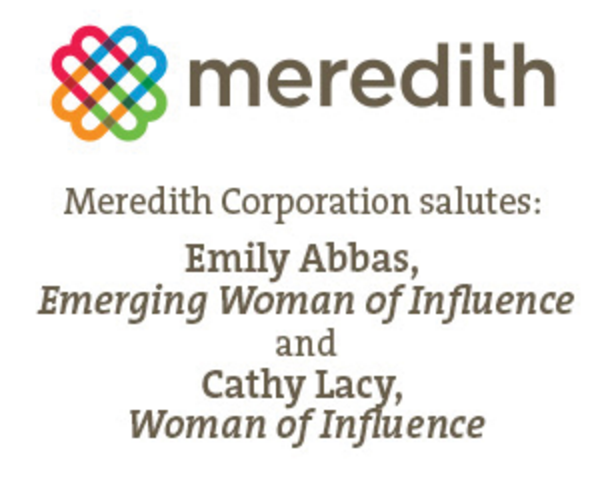 meredith
Meredith Corporation salutes:
Emily Abbas,
Emerging Woman of Influence
and
Cathy Lacy,
Woman of Influence